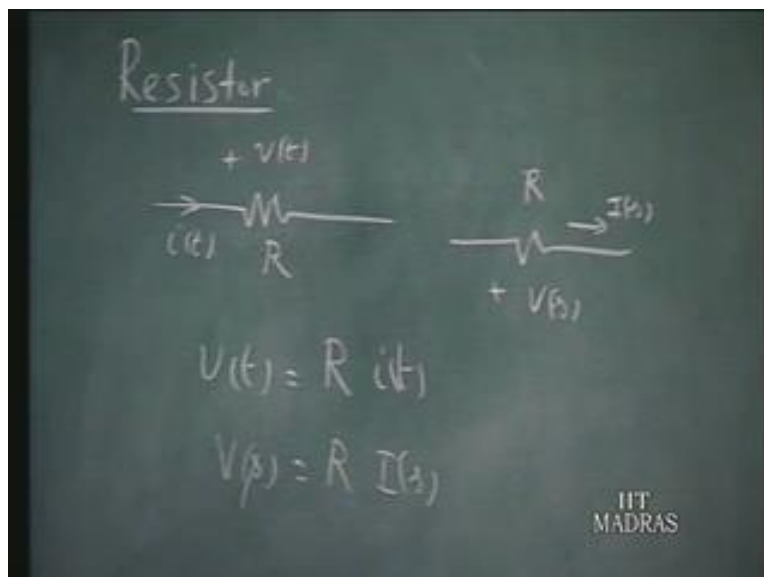 Resistor
+ v(t)
i(t)
R
R
I(s)
+ V(s)
v(t) = R i(t)
V(s) = R I(s)
IIT
MADRAS